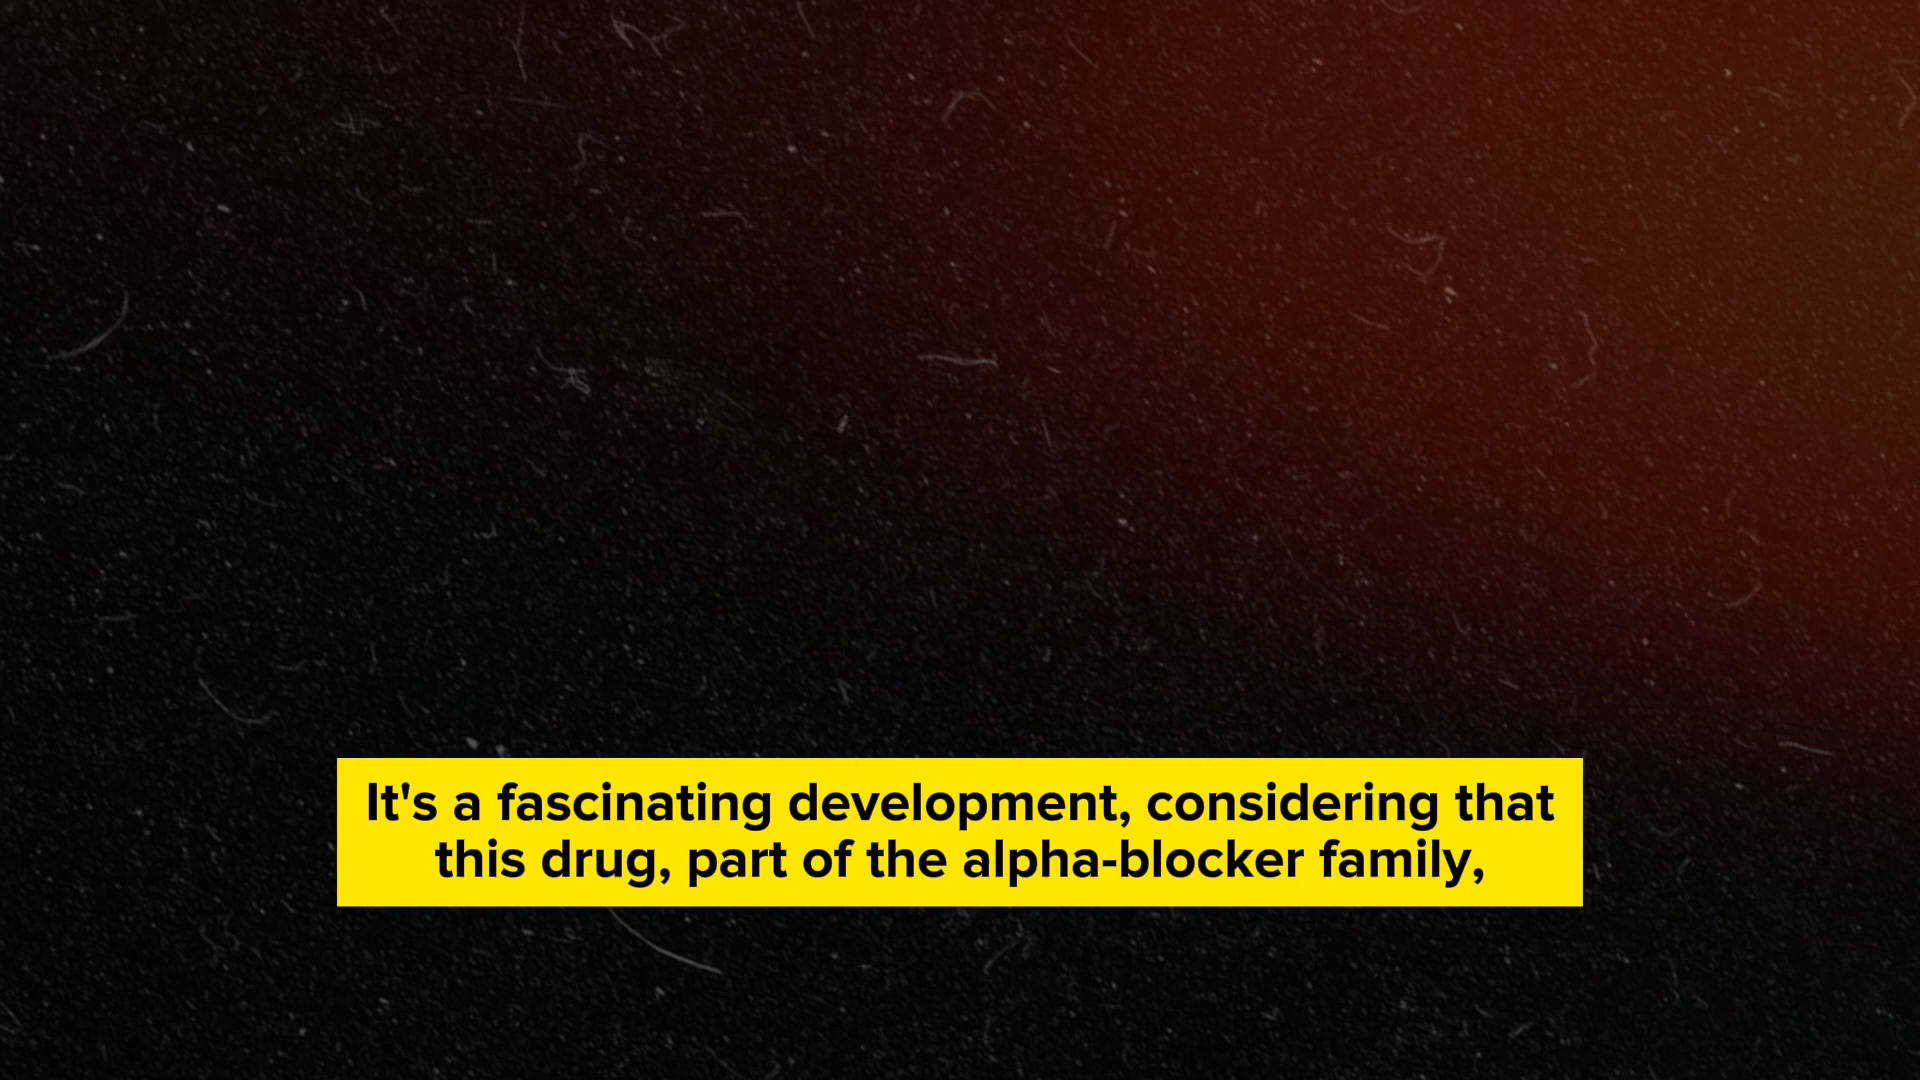 It's a fascinating development, considering that
this drug, part of the alpha-blocker family,